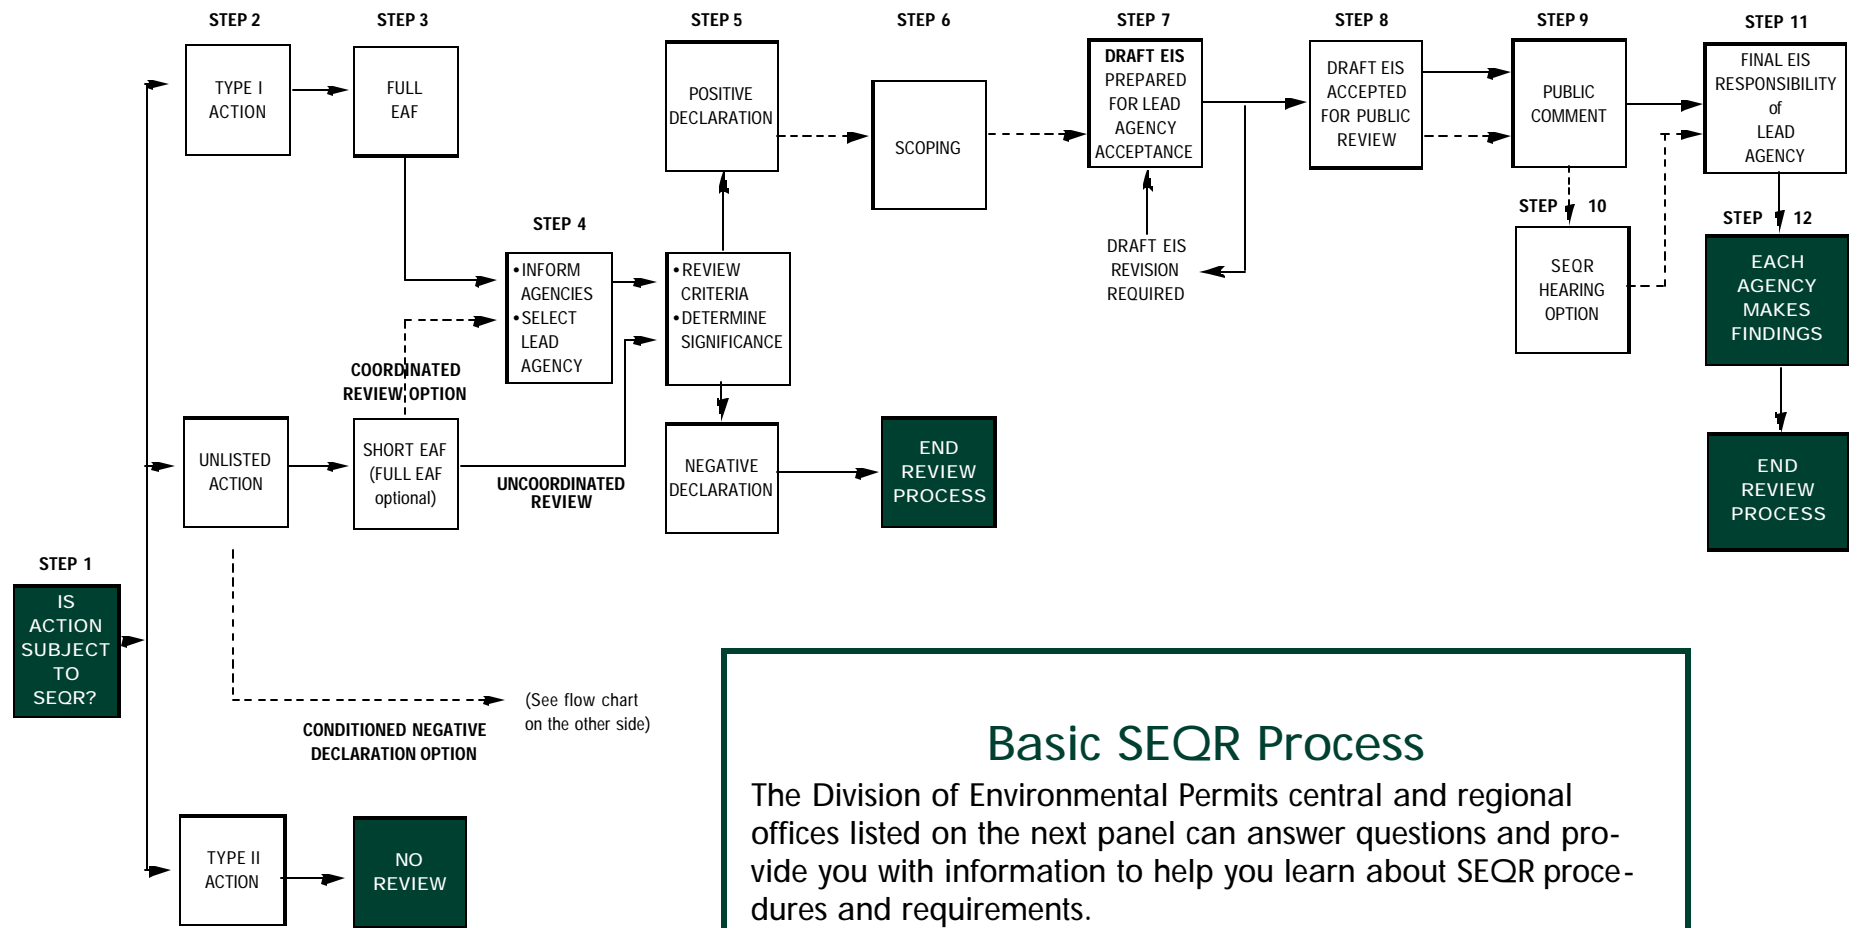 STEP 2
STEP 3
STEP 5
STEP 6
STEP 7
STEP 8
STEP 9
STEP 11
TYPE I
ACTION
FULL
EAF
POSITIVE
DECLARATION
SCOPING
DRAFT EIS
PREPARED
FOR LEAD
AGENCY
ACCEPTANCE
DRAFT EIS
ACCEPTED
FOR PUBLIC
REVIEW
PUBLIC
COMMENT
FINAL EIS
RESPONSIBILITY
of
LEAD
AGENCY
STEP 4
•INFORM
AGENCIES
•SELECT
LEAD
AGENCY
•REVIEW
CRITERIA
•DETERMINE
SIGNIFICANCE
DRAFT EIS
REVISION
REQUIRED
STEP 10
SEQR
HEARING
OPTION
STEP 12
EACH
AGENCY
MAKES
FINDINGS
COORDINATED
REVIEW OPTION
UNLISTED
ACTION
SHORT EAF
(FULL EAF
optional)
UNCOORDINATED
REVIEW
NEGATIVE
DECLARATION
END
REVIEW
PROCESS
END
REVIEW
PROCESS
STEP 1
IS
ACTION
SUBJECT
TO
SEQR?
(See flow chart
on the other side)
CONDITIONED NEGATIVE
DECLARATION OPTION
TYPE II
ACTION
NO
REVIEW
Basic SEQR Process
The Division of Environmental Permits central and regional
offices listed on the next panel can answer questions and pro-
vide you with information to help you learn about SEQR proce-
dures and requirements.